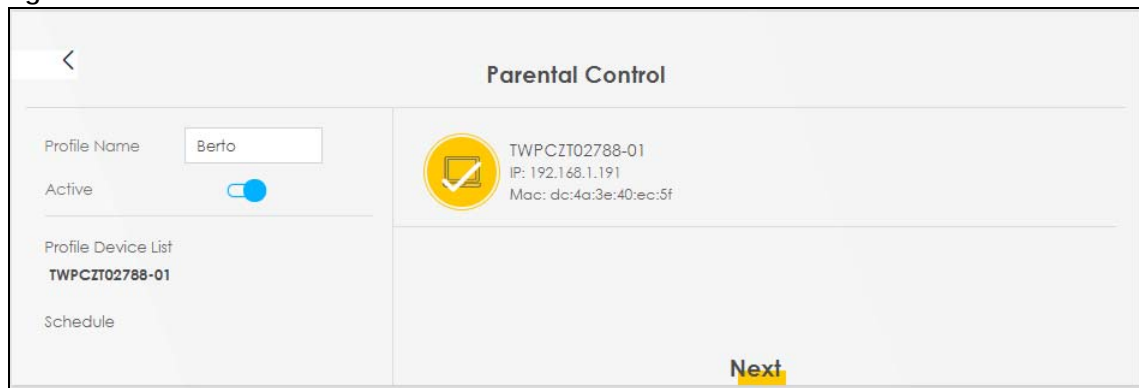 Parental Control
Profile Name
Berto
Active
Profile Device List
TWPCZT02788-01
Schedule
TWPCZT02788-01
IP: 192.168.1.191
Mac: dc:4a:3e:40:ec:5f
Next